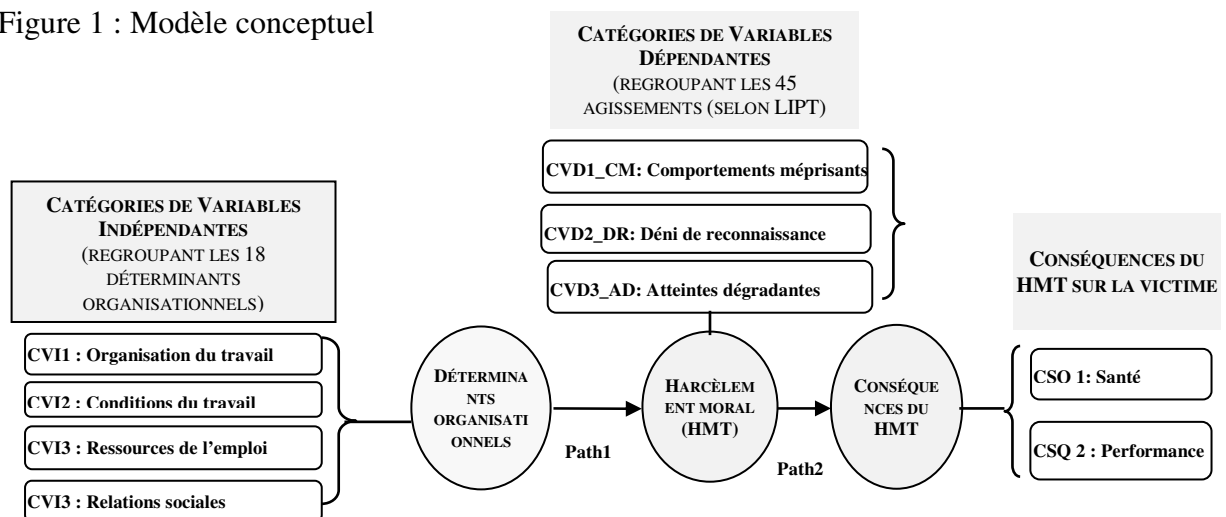 Figure 1 : Modèle conceptuel
CATÉGORIES DE VARIABLES
DÉPENDANTES
(REGROUPANT LES 45
AGISSEMENTS (SELON LIPT)
CVD1_CM: Comportements méprisants
CVD2_DR: Déni de reconnaissance
CVD3_AD: Atteintes dégradantes
CATÉGORIES DE VARIABLES
INDÉPENDANTES
(REGROUPANT LES 18
DÉTERMINANTS
ORGANISATIONNELS)
CVI1 : Organisation du travail
CVI2 : Conditions du travail
CVI3 : Ressources de l’emploi
CVI3 : Relations sociales
DÉTERMINA
NTS
ORGANISATI
ONNELS
Path1
HARCÈLEM
ENT MORAL
(HMT)
Path2
CONSÉQUE
NCES DU
HMT
CONSÉQUENCES DU
HMT SUR LA VICTIME
CSO 1: Santé
CSQ 2 : Performance